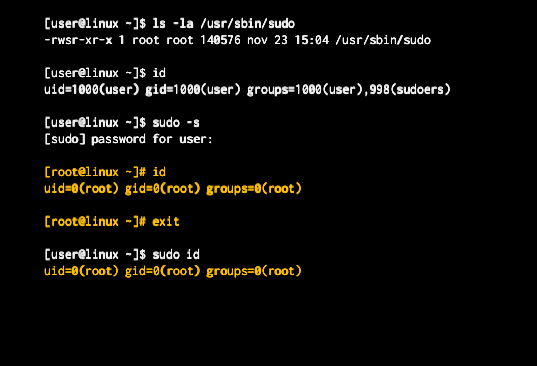 [user@linux ~]$ ls -la /usr/sbin/sudo
-rwsr-xr-x 1 root root 140576 nov 23 15:04 /usr/sbin/sudo
[user@linux ~]$ id
uid=1000(user) gid=1000(user) groups=1000(user),998(sudoers)
[user@linux ~]$ sudo -s
[sudo] password for user:
[root@linux ~]# id
uid=0(root) gid=0(root) groups=0(root)
[root@linux ~]# exit
[user@linux ~]$ sudo id
uid=0(root) gid=0(root) groups=0(root)